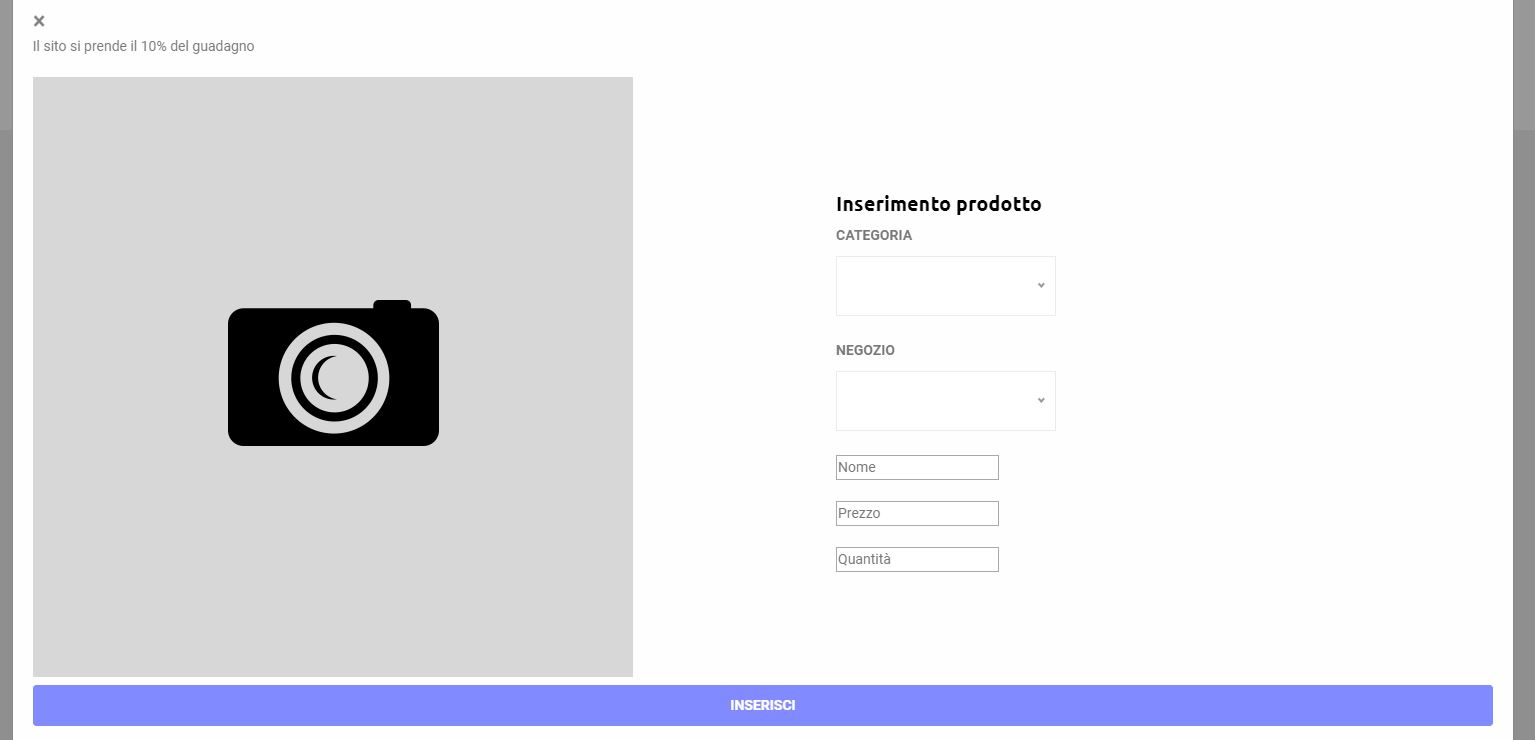 ×
Il sito si prende il 10% del guadagno
Inserimento prodotto
CATEGORIA
NEGOZIO
Nome
Prezzo
Quantità
INSERISCI